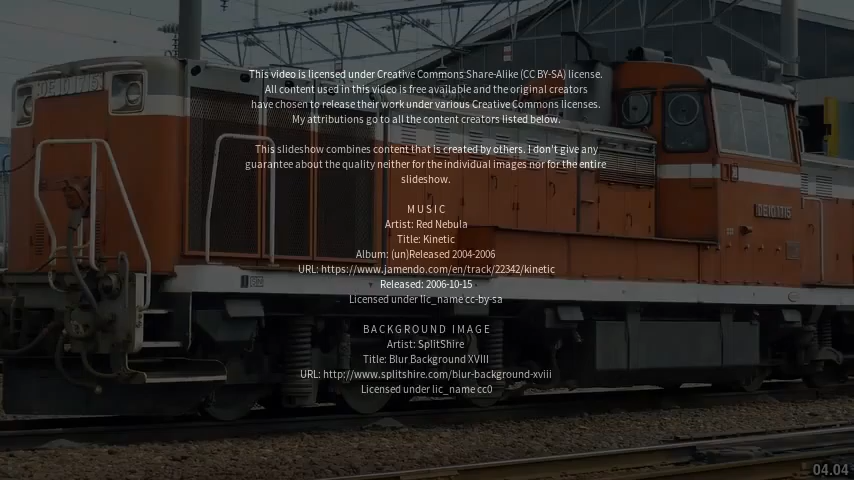 This video is licensed under Creative Commons Share-Alike (CC BY-SA) license.
All content used in this video is free available and the original creators
have chosen to release their work under various Creative Commons licenses.
My attributions go to all the content creators listed below.
This slideshow combines content that is created by others. I don't give any
guarantee about the quality neither for the individual images nor for the entire
slideshow.
MUSIC
Artist: Red Nebula
Title: Kinetic
Album: (un)Released 2004-2006
URL: https://www.jamendo.com/en/track/22342/kinetic
Released: 2006-10-15
Licensed under lic_name cc-by-sa
BACKGROUND IMAGE
Artist: SplitShire
Title: Blur Background XVIII
URL: http://www.splitshire.com/blur-background-xviii
Licensed under lic_name cc0
DE10 1715
DE10 1715
04.04